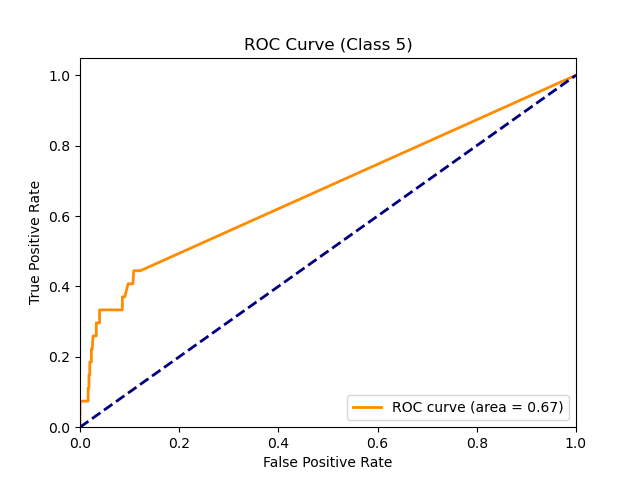 ROC Curve (Class 5)
True Positive Rate
1.0
0.8
0.6
0.4
0.2
0.0
0.0 0.2 0.4 0.6 0.8 1.0
False Positive Rate
ROC curve (area = 0.67)